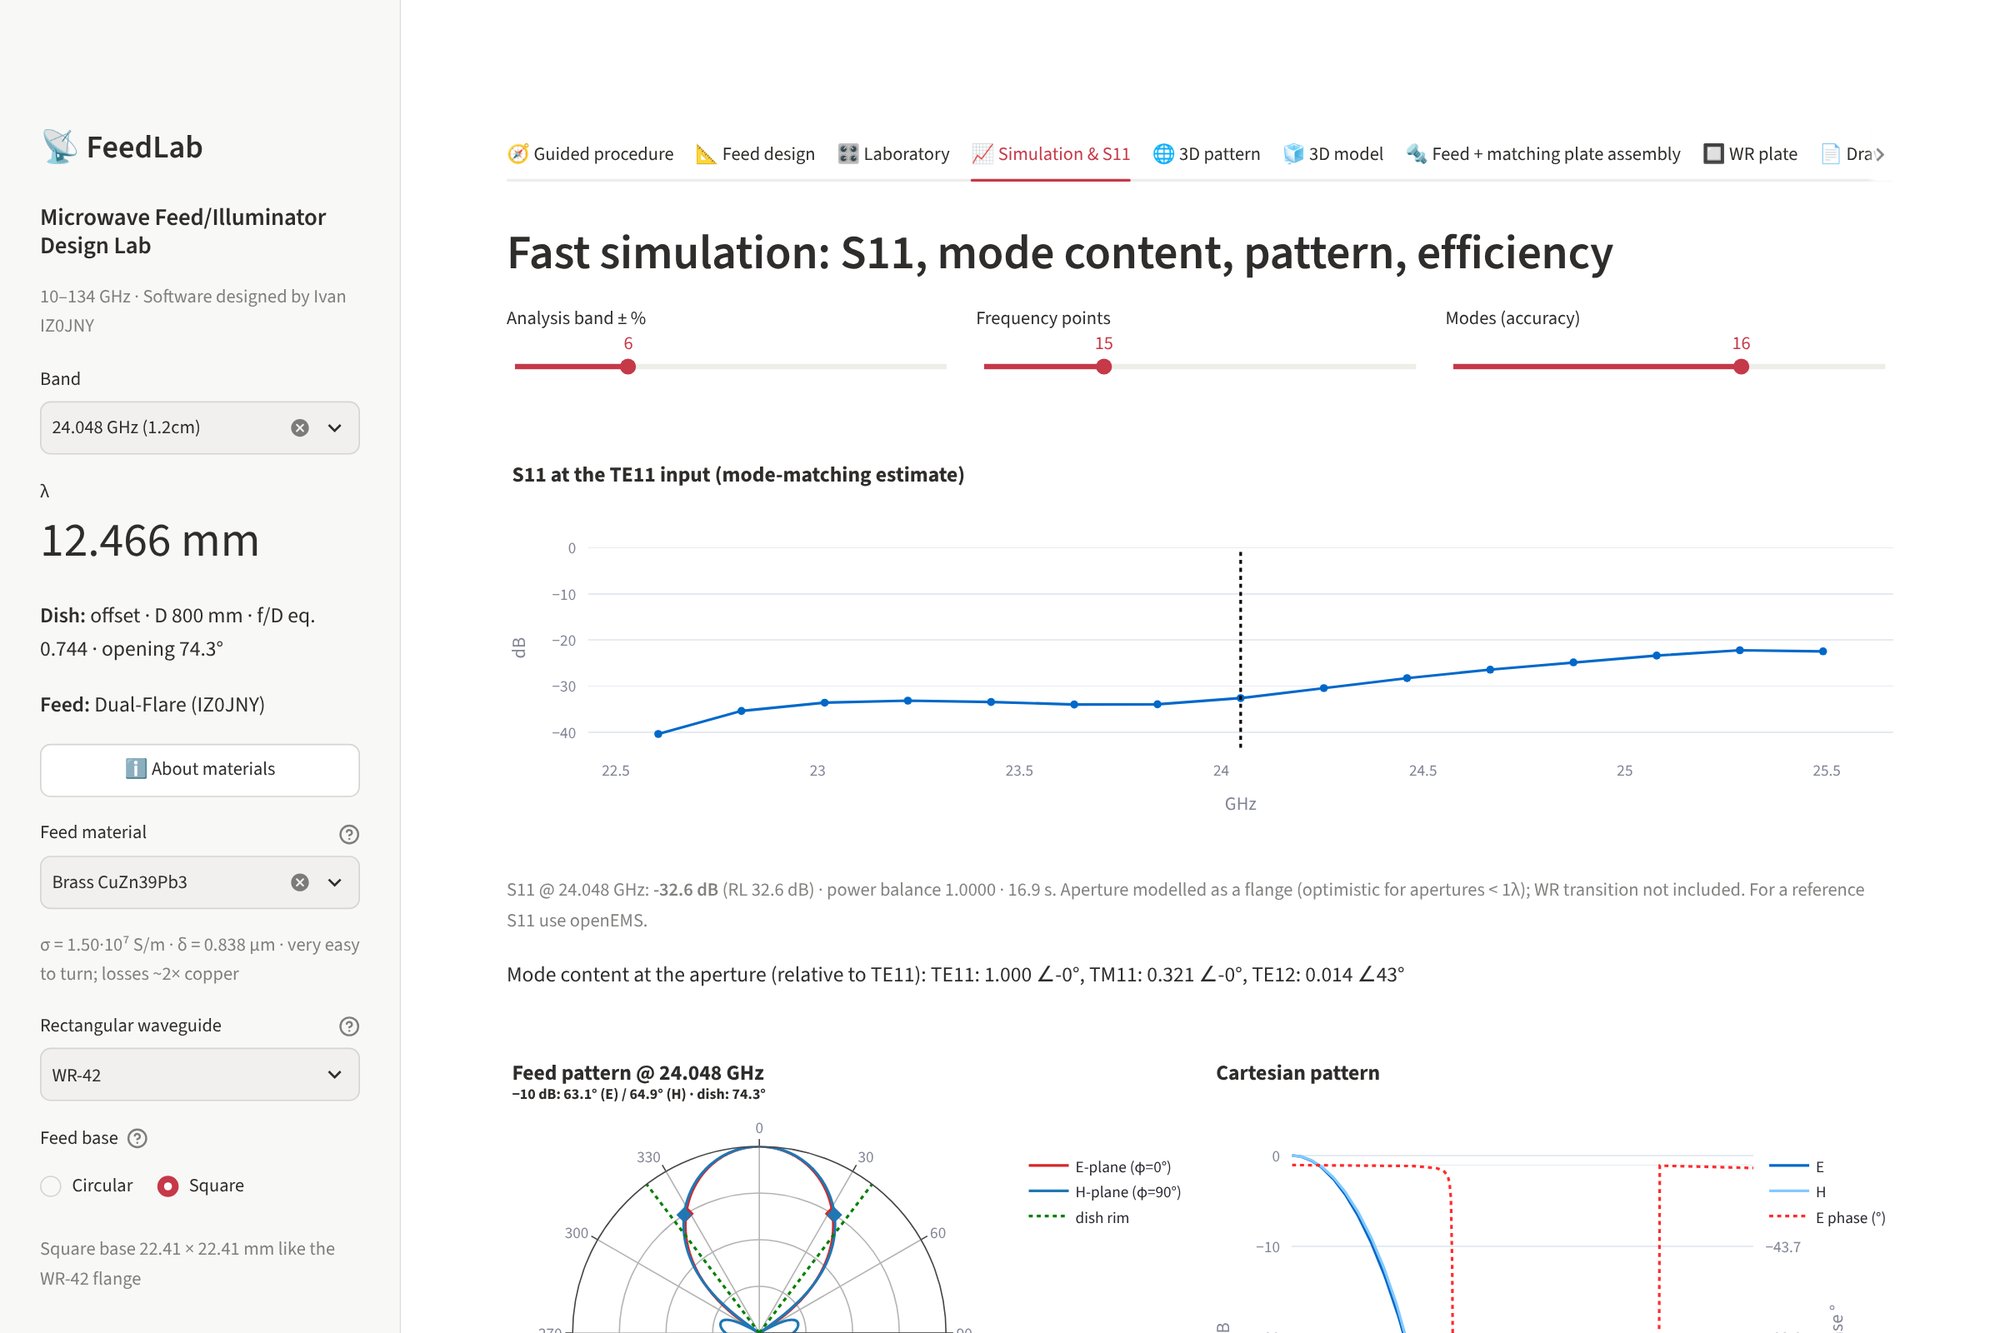 FeedLab
Microwave Feed/Illuminator
Design Lab
10–134 GHz · Software designed by Ivan
IZ0JNY
Band
24.048 GHz (1.2cm)
λ
12.466 mm
Dish: offset · D 800 mm · f/D eq.
0.744 · opening 74.3°
Feed: Dual-Flare (IZ0JNY)
ℹ️ About materials
Feed material
Brass CuZn39Pb3
σ = 1.50·10⁷ S/m · δ = 0.838 µm · very easy
to turn; losses ~2× copper
Rectangular waveguide
WR-42
Feed base
Circular Square
Square base 22.41 × 22.41 mm like the
WR-42 flange
Guided procedure Feed design Laboratory Simulation & S11 3D pattern 3D model Feed + matching plate assembly WR plate Dra
Fast simulation: S11, mode content, pattern, efficiency
Analysis band ± % Frequency points Modes (accuracy)
6 15 16
S11 at the TE11 input (mode-matching estimate)
0
−10
−20
−30
−40
dB
22.5 23 23.5 24 24.5 25 25.5
GHz
S11 @ 24.048 GHz: -32.6 dB (RL 32.6 dB) · power balance 1.0000 · 16.9 s. Aperture modelled as a flange (optimistic for apertures < 1λ); WR transition not included. For a reference
S11 use openEMS.
Mode content at the aperture (relative to TE11): TE11: 1.000 ∠-0°, TM11: 0.321 ∠-0°, TE12: 0.014 ∠43°
Feed pattern @ 24.048 GHz
−10 dB: 63.1° (E) / 64.9° (H) · dish: 74.3°
0
330 30
300 60
270 90
E-plane (ϕ=0°)
H-plane (ϕ=90°)
dish rim
Cartesian pattern
0
−10
−43.7
E
H
E phase (°)